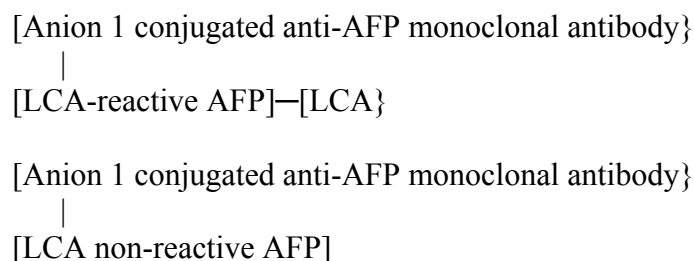 [Anion 1 conjugated anti-AFP monoclonal antibody}
|
[LCA-reactive AFP]─[LCA}
[Anion 1 conjugated anti-AFP monoclonal antibody}
|
[LCA non-reactive AFP]